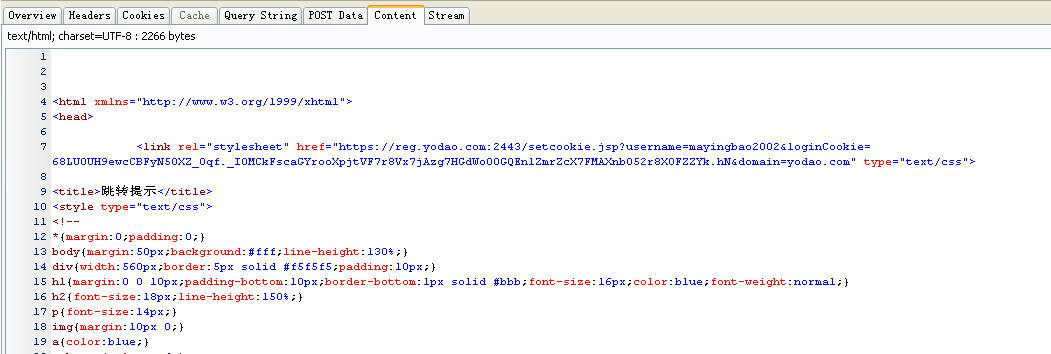 Overview Headers Cookies Cache Query String POST Data Content Stream
text/html; charset=UTF-8 : 2266 bytes
1
2
3
4 <html xmlns="http://www.w3.org/1999/xhtml">
5 <head>
6
7 <link rel="stylesheet" href="https://reg.yodao.com:2443/setcookie.jsp?username=mayingbao2002&loginCookie=
68LUOUH9ewcCBFyN5OXZ_0qf._IOMCkFscaGYrooXpjtVF7r8Vx7jAzg7HGdWo0OGQEnlZmrZcX7FMAXnb052r8XOFZZYk.hN&domain=yodao.com" type="text/css">
8
9 <title>跳转提示</title>
10 <style type="text/css">
11 <!--
12 *{margin:0;padding:0;}
13 body{margin:50px;background:#fff;line-height:130%;}
14 div{width:560px;border:5px solid #f5f5f5;padding:10px;}
15 h1{margin:0 0 10px;padding-bottom:10px;border-bottom:1px solid #bbb;font-size:16px;color:blue;font-weight:normal;}
16 h2{font-size:18px;line-height:150%;}
17 p{font-size:14px;}
18 img{margin:10px 0;}
19 a{color:blue;}